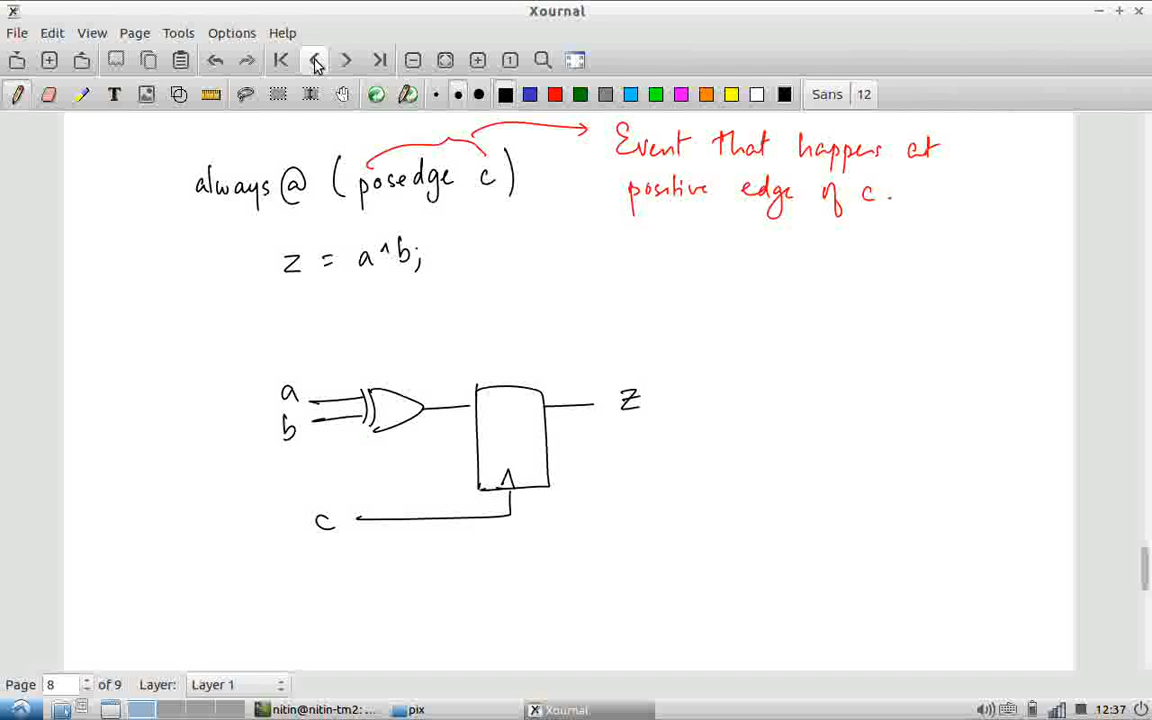 Xournal
File Edit View Page Tools Options Help
Sans 12
always @ (posedge c)
Event that happens at
positive edge of c.
z = a^b;
a
b
z
c
Page 8 of 9 Layer: Layer 1
nitin@nitin-tm2:... pix Xournal 12:37